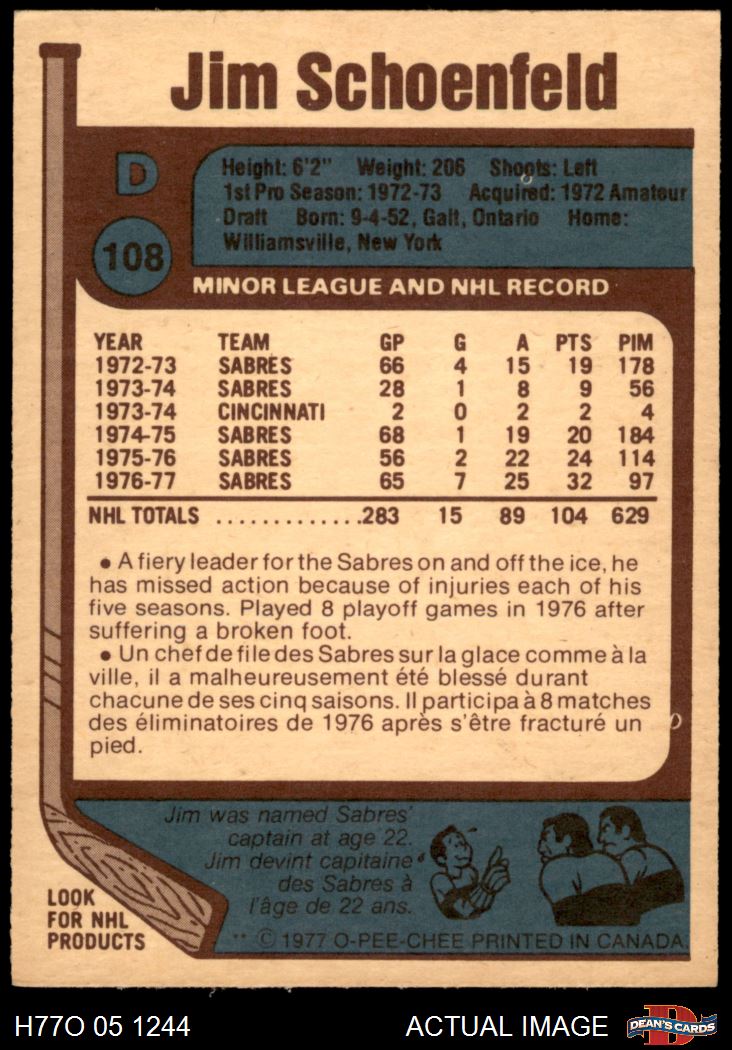 Jim Schoenfeld
D
108
Height: 6'2" Weight: 206 Shoots: Left
1st Pro Season: 1972-73 Acquired: 1972 Amateur
Draft Born: 9-4-52, Galt, Ontario Home:
Williamsville, New York
MINOR LEAGUE AND NHL RECORD
YEAR TEAM GP G A PTS PIM
1972-73 SABRES 66 4 15 19 178
1973-74 SABRES 28 1 8 9 56
1973-74 CINCINNATI 2 0 2 2 4
1974-75 SABRES 68 1 19 20 184
1975-76 SABRES 56 2 22 24 114
1976-77 SABRES 65 7 25 32 97
NHL TOTALS .............283 15 89 104 629
• A fiery leader for the Sabres on and off the ice, he
has missed action because of injuries each of his
five seasons. Played 8 playoff games in 1976 after
suffering a broken foot.
• Un chef de file des Sabres sur la glace comme à la
ville, il a malheureusement été blessé durant
chacune de ses cinq saisons. Il participa à 8 matches
des éliminatoires de 1976 après s'être fracturé un
pied.
Jim was named Sabres'
captain at age 22.
Jim devint capitaine
des Sabres à
l'âge de 22 ans.
LOOK
FOR NHL
PRODUCTS
** © 1977 O-PEE-CHEE PRINTED IN CANADA.
H77O 05 1244 ACTUAL IMAGE DEAN'S CARDS